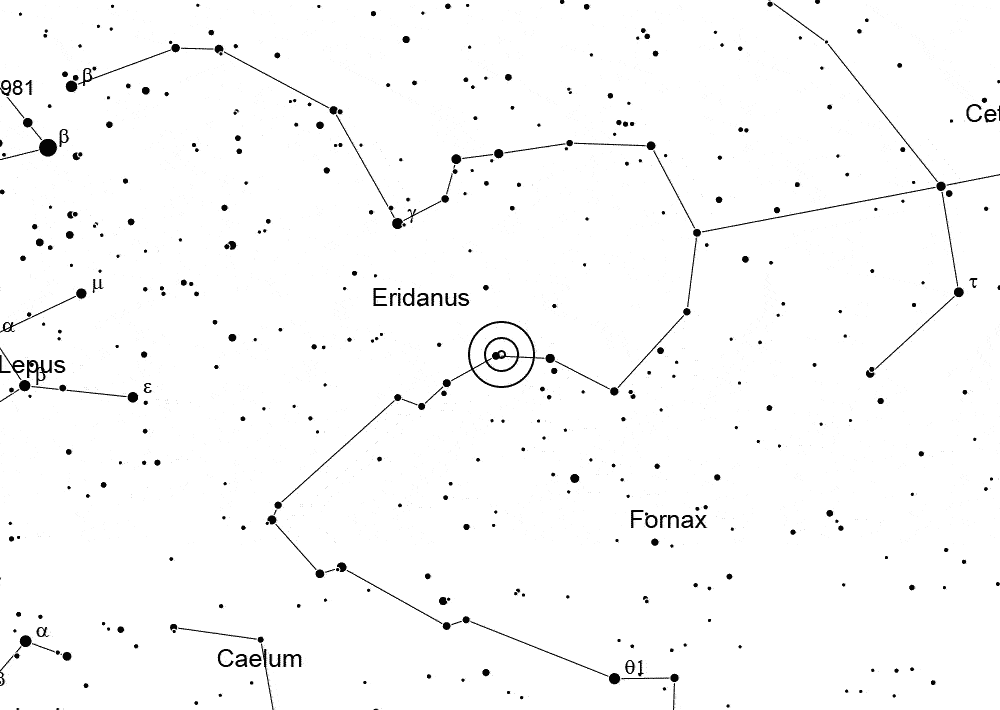 β
981
β
Cet
γ
μ
τ
Eridanus
α
Lepus
β
ε
Fornax
α
β
Caelum
θ1